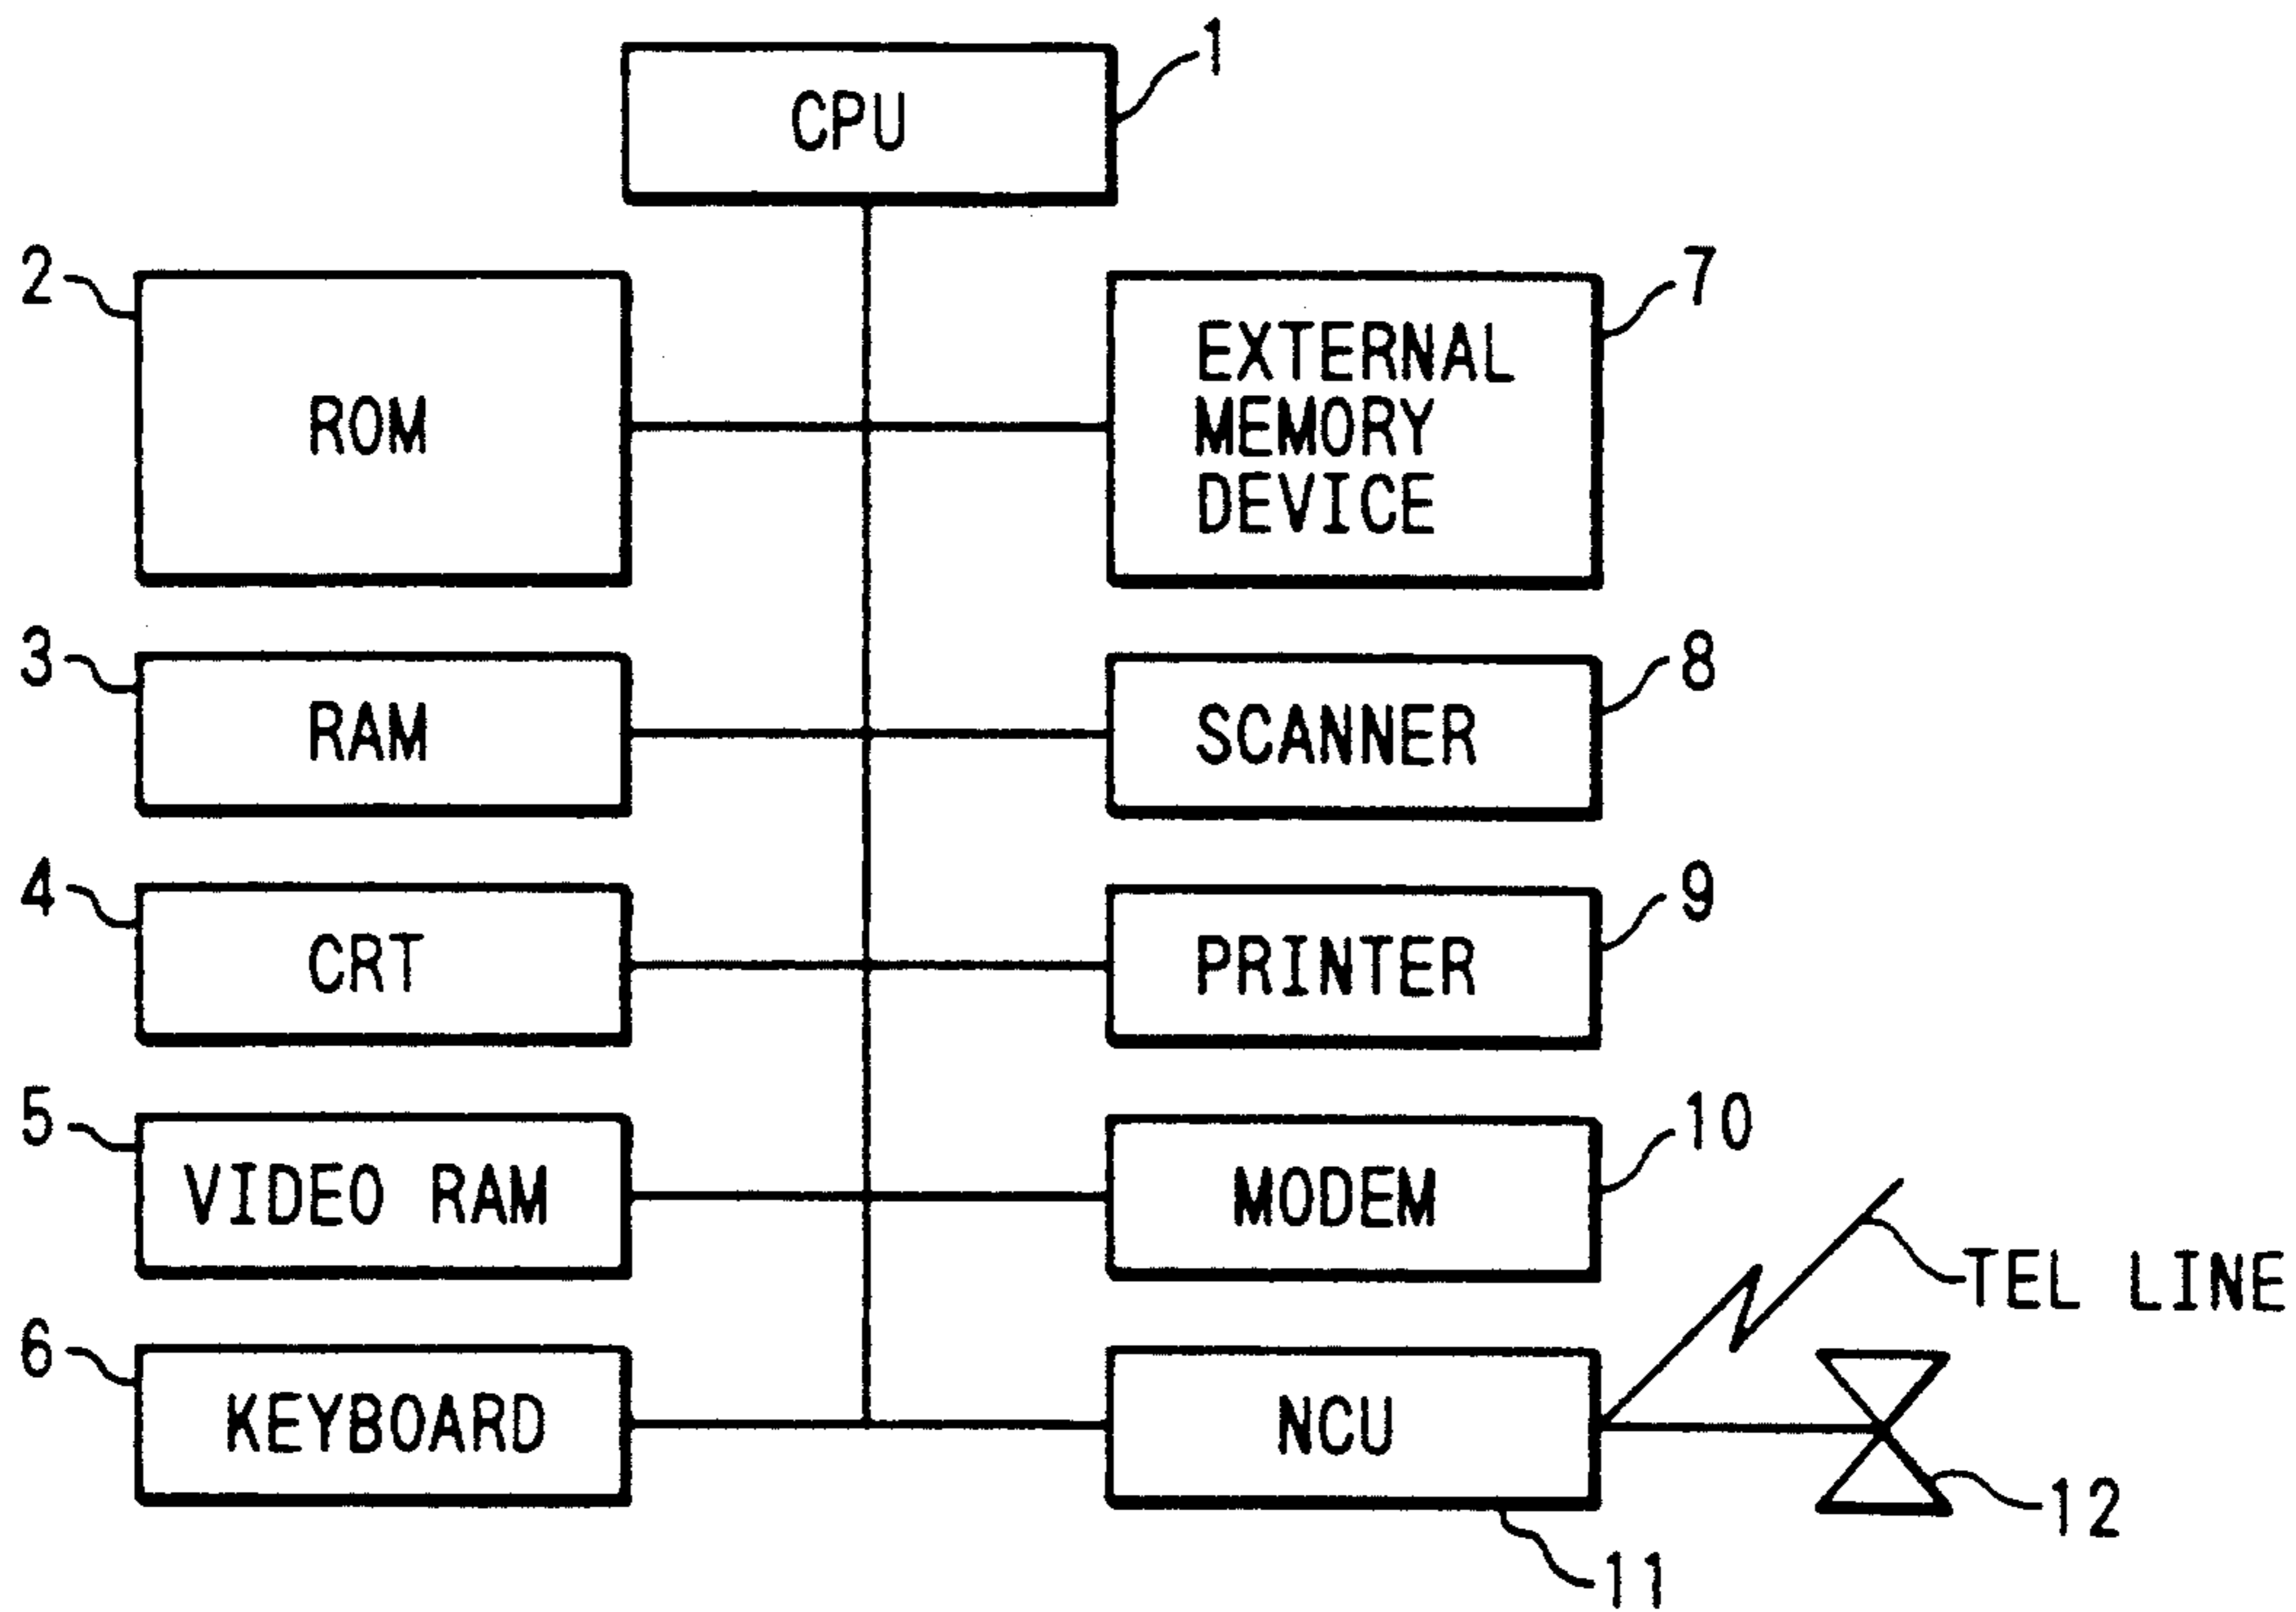 CPU
1
2
ROM
7
EXTERNAL
MEMORY
DEVICE
3
RAM
8
SCANNER
4
CRT
9
PRINTER
5
VIDEO RAM
10
MODEM
TEL LINE
6
KEYBOARD
NCU
11
12